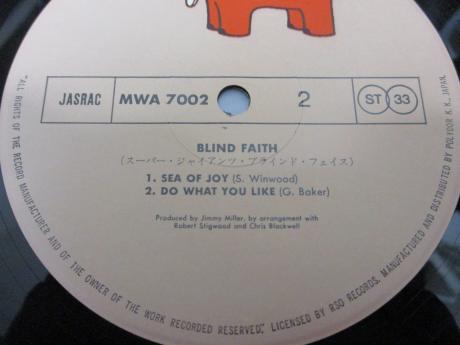 JASRAC MWA 7002 2 ST 33
BLIND FAITH
(スーパー・ジャイアンツ・ブラインド・フェイス)
1. SEA OF JOY (S. Winwood)
2. DO WHAT YOU LIKE (G. Baker)
Produced by Jimmy Miller, by arrangement with
Robert Stigwood and Chris Blackwell
"ALL RIGHTS OF THE RECORD MANUFACTURER AND OF THE OWNER OF THE WORK RECORDED RESERVED". LICENSED BY RSO RECORDS. MANUFACTURED AND DISTRIBUTED BY POLYDOR K.K., JAPAN.